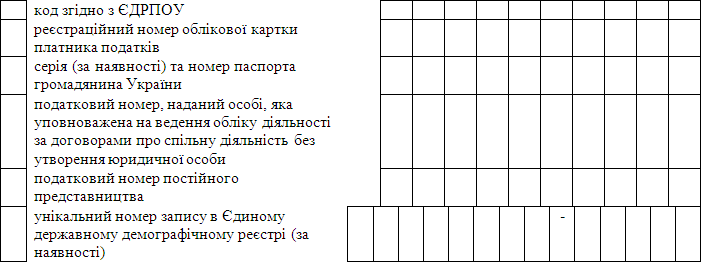 код згідно з ЄДРПОУ
реєстраційний номер облікової картки
платника податків
серія (за наявності) та номер паспорта
громадянина України
податковий номер, наданий особі, яка
уповноважена на ведення обліку діяльності
за договорами про спільну діяльність без
утворення юридичної особи
податковий номер постійного
представництва
унікальний номер запису в Єдиному
державному демографічному реєстрі (за
наявності)
-